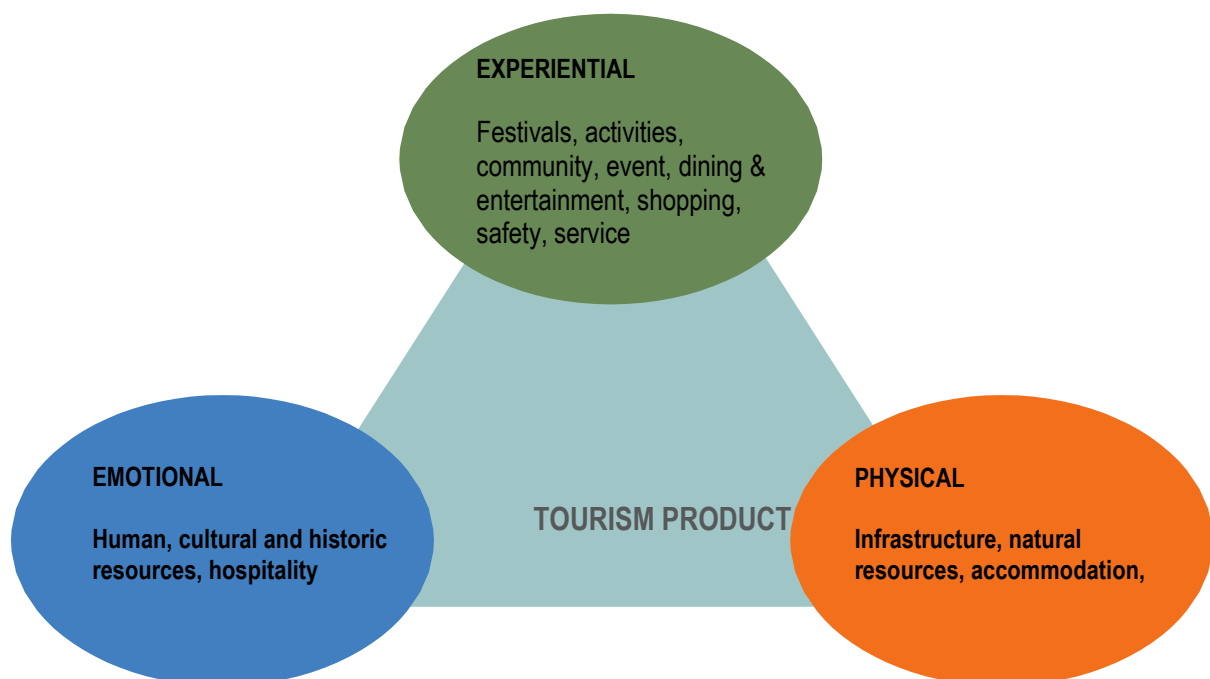 EXPERIENTIAL
Festivals, activities,
community, event, dining &
entertainment, shopping,
safety, service
EMOTIONAL
Human, cultural and historic
resources, hospitality
TOURISM PRODUCT
PHYSICAL
Infrastructure, natural
resources, accommodation,